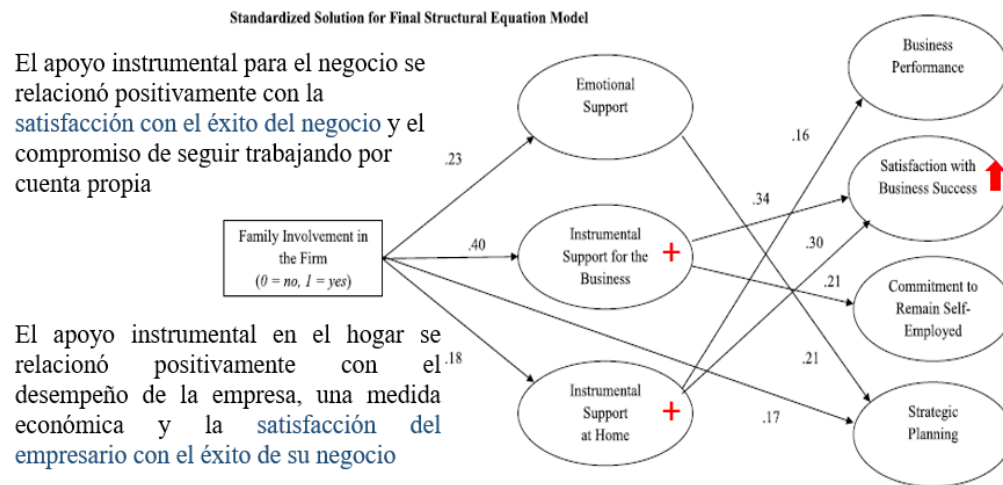 Standardized Solution for Final Structural Equation Model
El apoyo instrumental para el negocio se
relacionó positivamente con la
satisfacción con el éxito del negocio y el
compromiso de seguir trabajando por
cuenta propia
Family Involvement in
the Firm
(0 = no, 1 = yes)
El apoyo instrumental en el hogar se
relacionó positivamente con el
desempeño de la empresa, una medida
económica y la satisfacción del
empresario con el éxito de su negocio
.23
.40
.18
Emotional
Support
Instrumental
Support for the
Business
+
Instrumental
Support
at Home
+
.16
.34
.30
.21
.21
.17
Business
Performance
Satisfaction with
Business Success
Commitment to
Remain Self-
Employed
Strategic
Planning